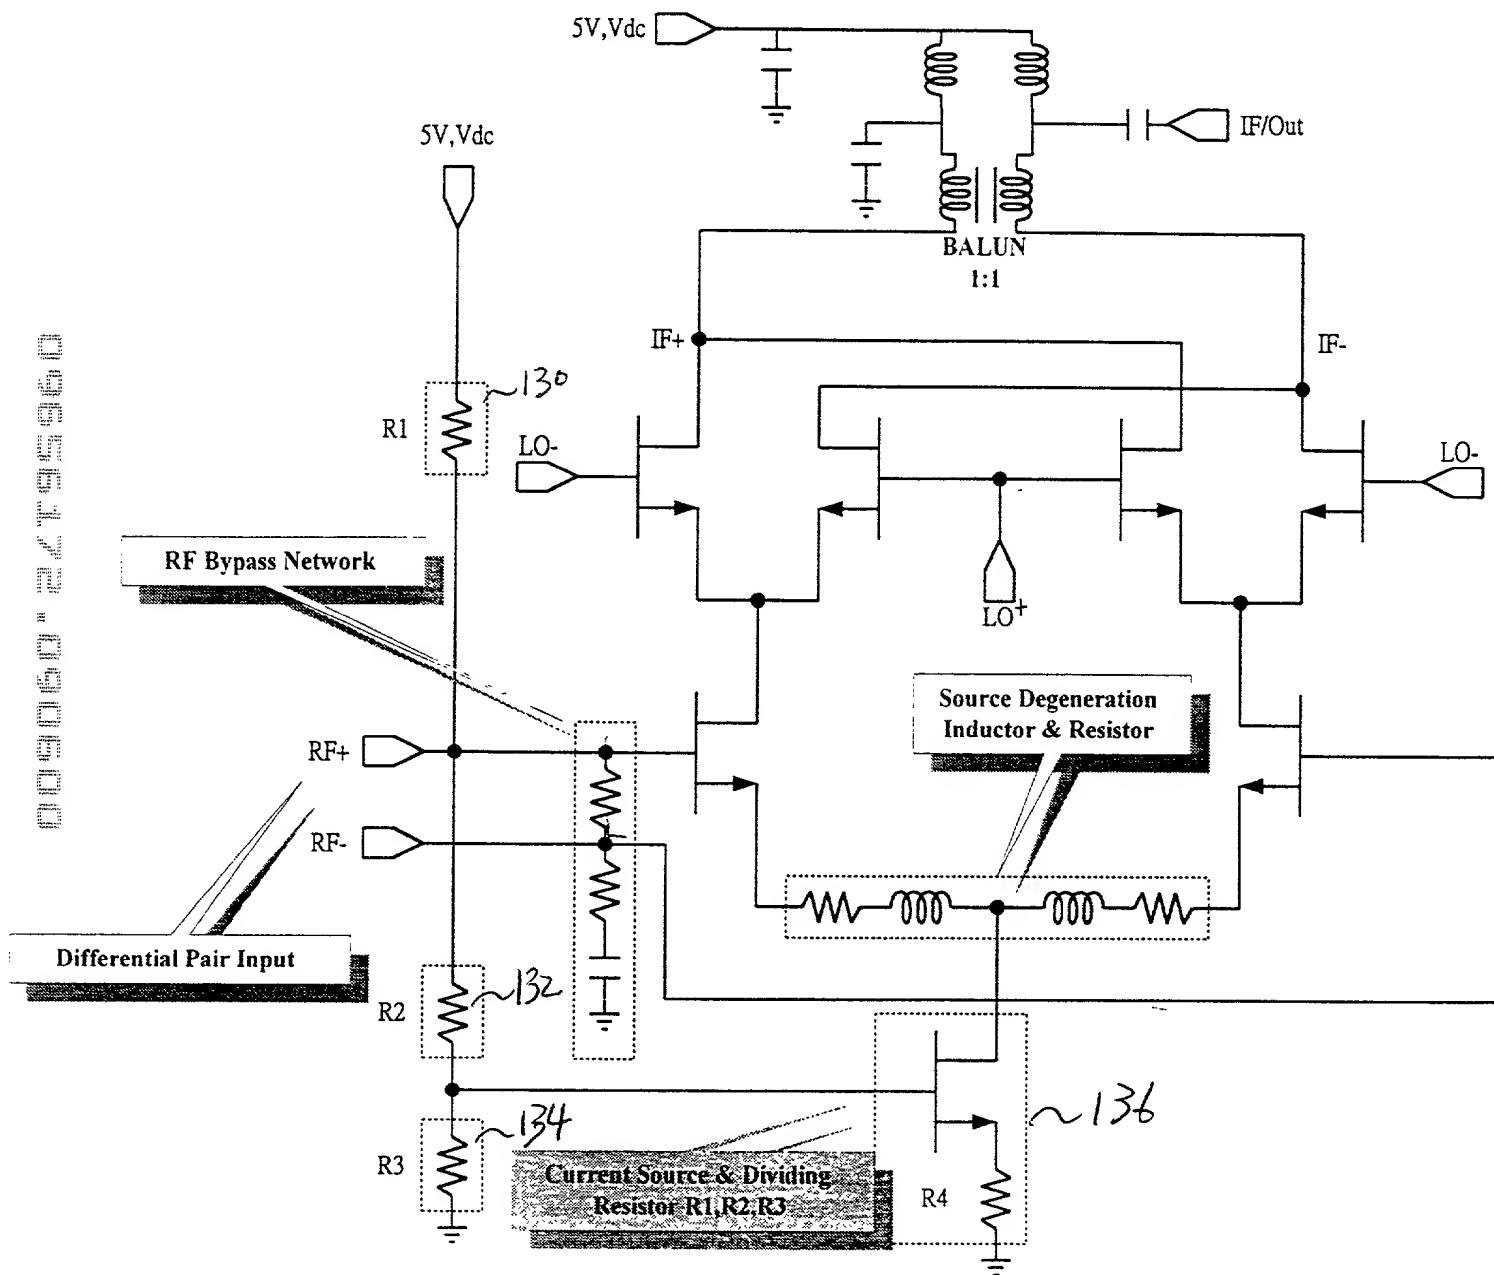 5V,Vdc
IF/Out
5V,Vdc
BALUN
1:1
IF+
IF-
130
R1
LO-
LO-
RF Bypass Network
LO+
Source Degeneration
Inductor & Resistor
RF+
RF-
Differential Pair Input
132
R2
134
136
R3
Current Source & Dividing
Resistor R1,R2,R3
R4
09656172.090600